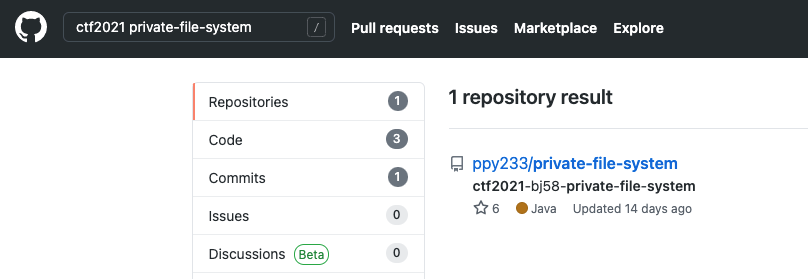 ctf2021 private-file-system / Pull requests Issues Marketplace Explore
Repositories 1
Code 3
Commits 1
Issues 0
Discussions Beta 0
1 repository result
ppy233/private-file-system
ctf2021-bj58-private-file-system
6 Java Updated 14 days ago